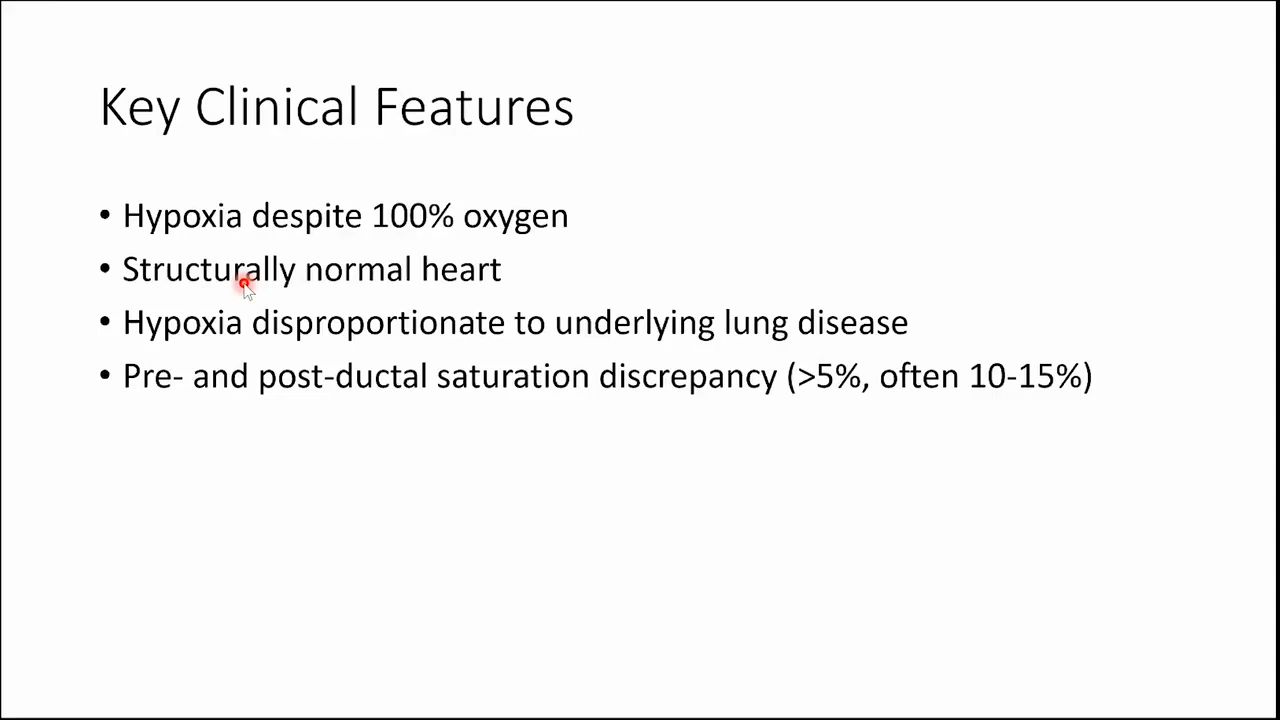 Key Clinical Features
• Hypoxia despite 100% oxygen
• Structurally normal heart
• Hypoxia disproportionate to underlying lung disease
• Pre- and post-ductal saturation discrepancy (>5%, often 10-15%)